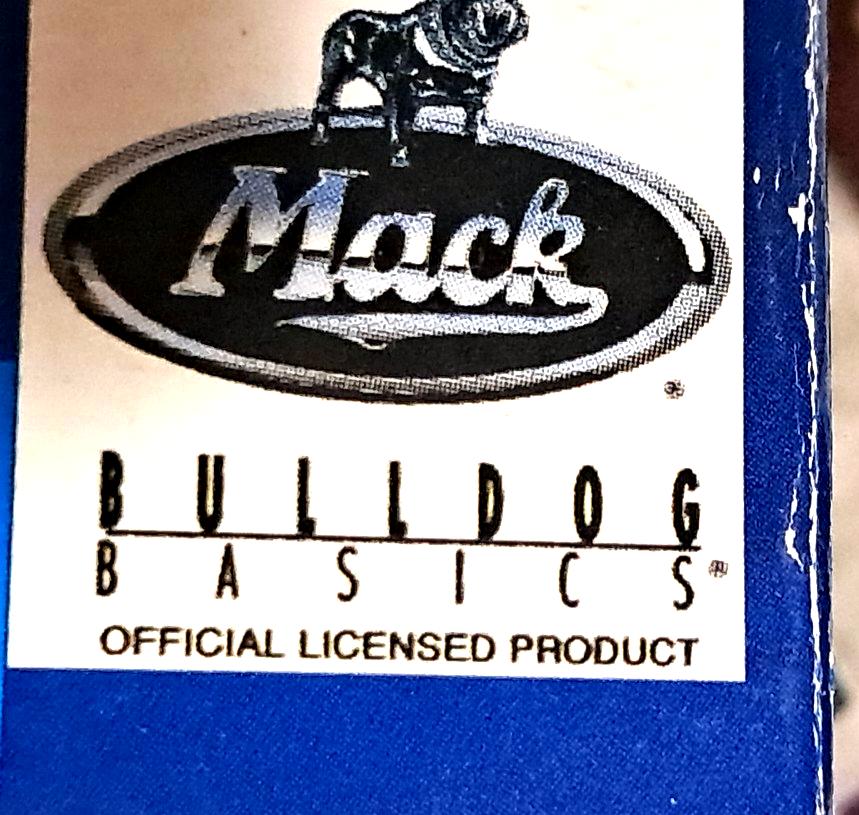 Mack
®
BULLDOG
BASICS®
OFFICIAL LICENSED PRODUCT